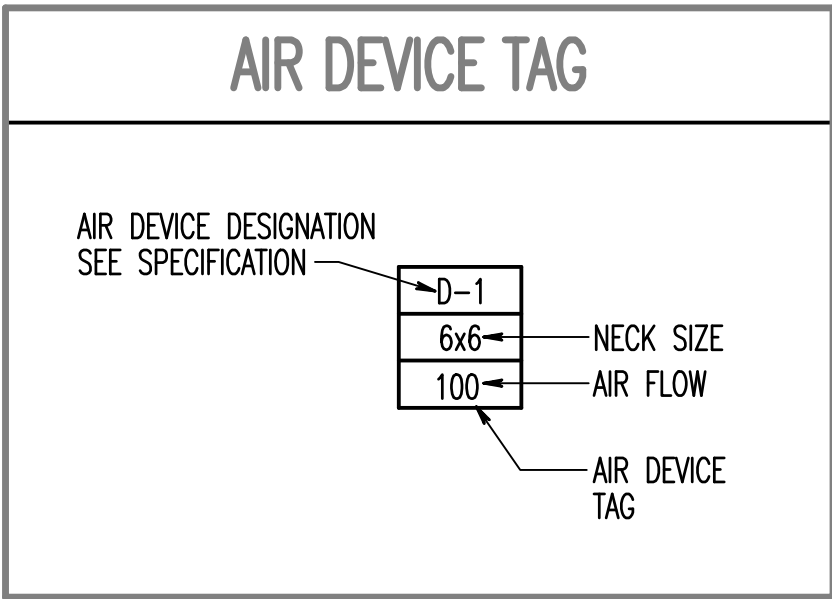 AIR DEVICE TAG
AIR DEVICE DESIGNATION
SEE SPECIFICATION
D-1
6x6
NECK SIZE
100
AIR FLOW
AIR DEVICE
TAG